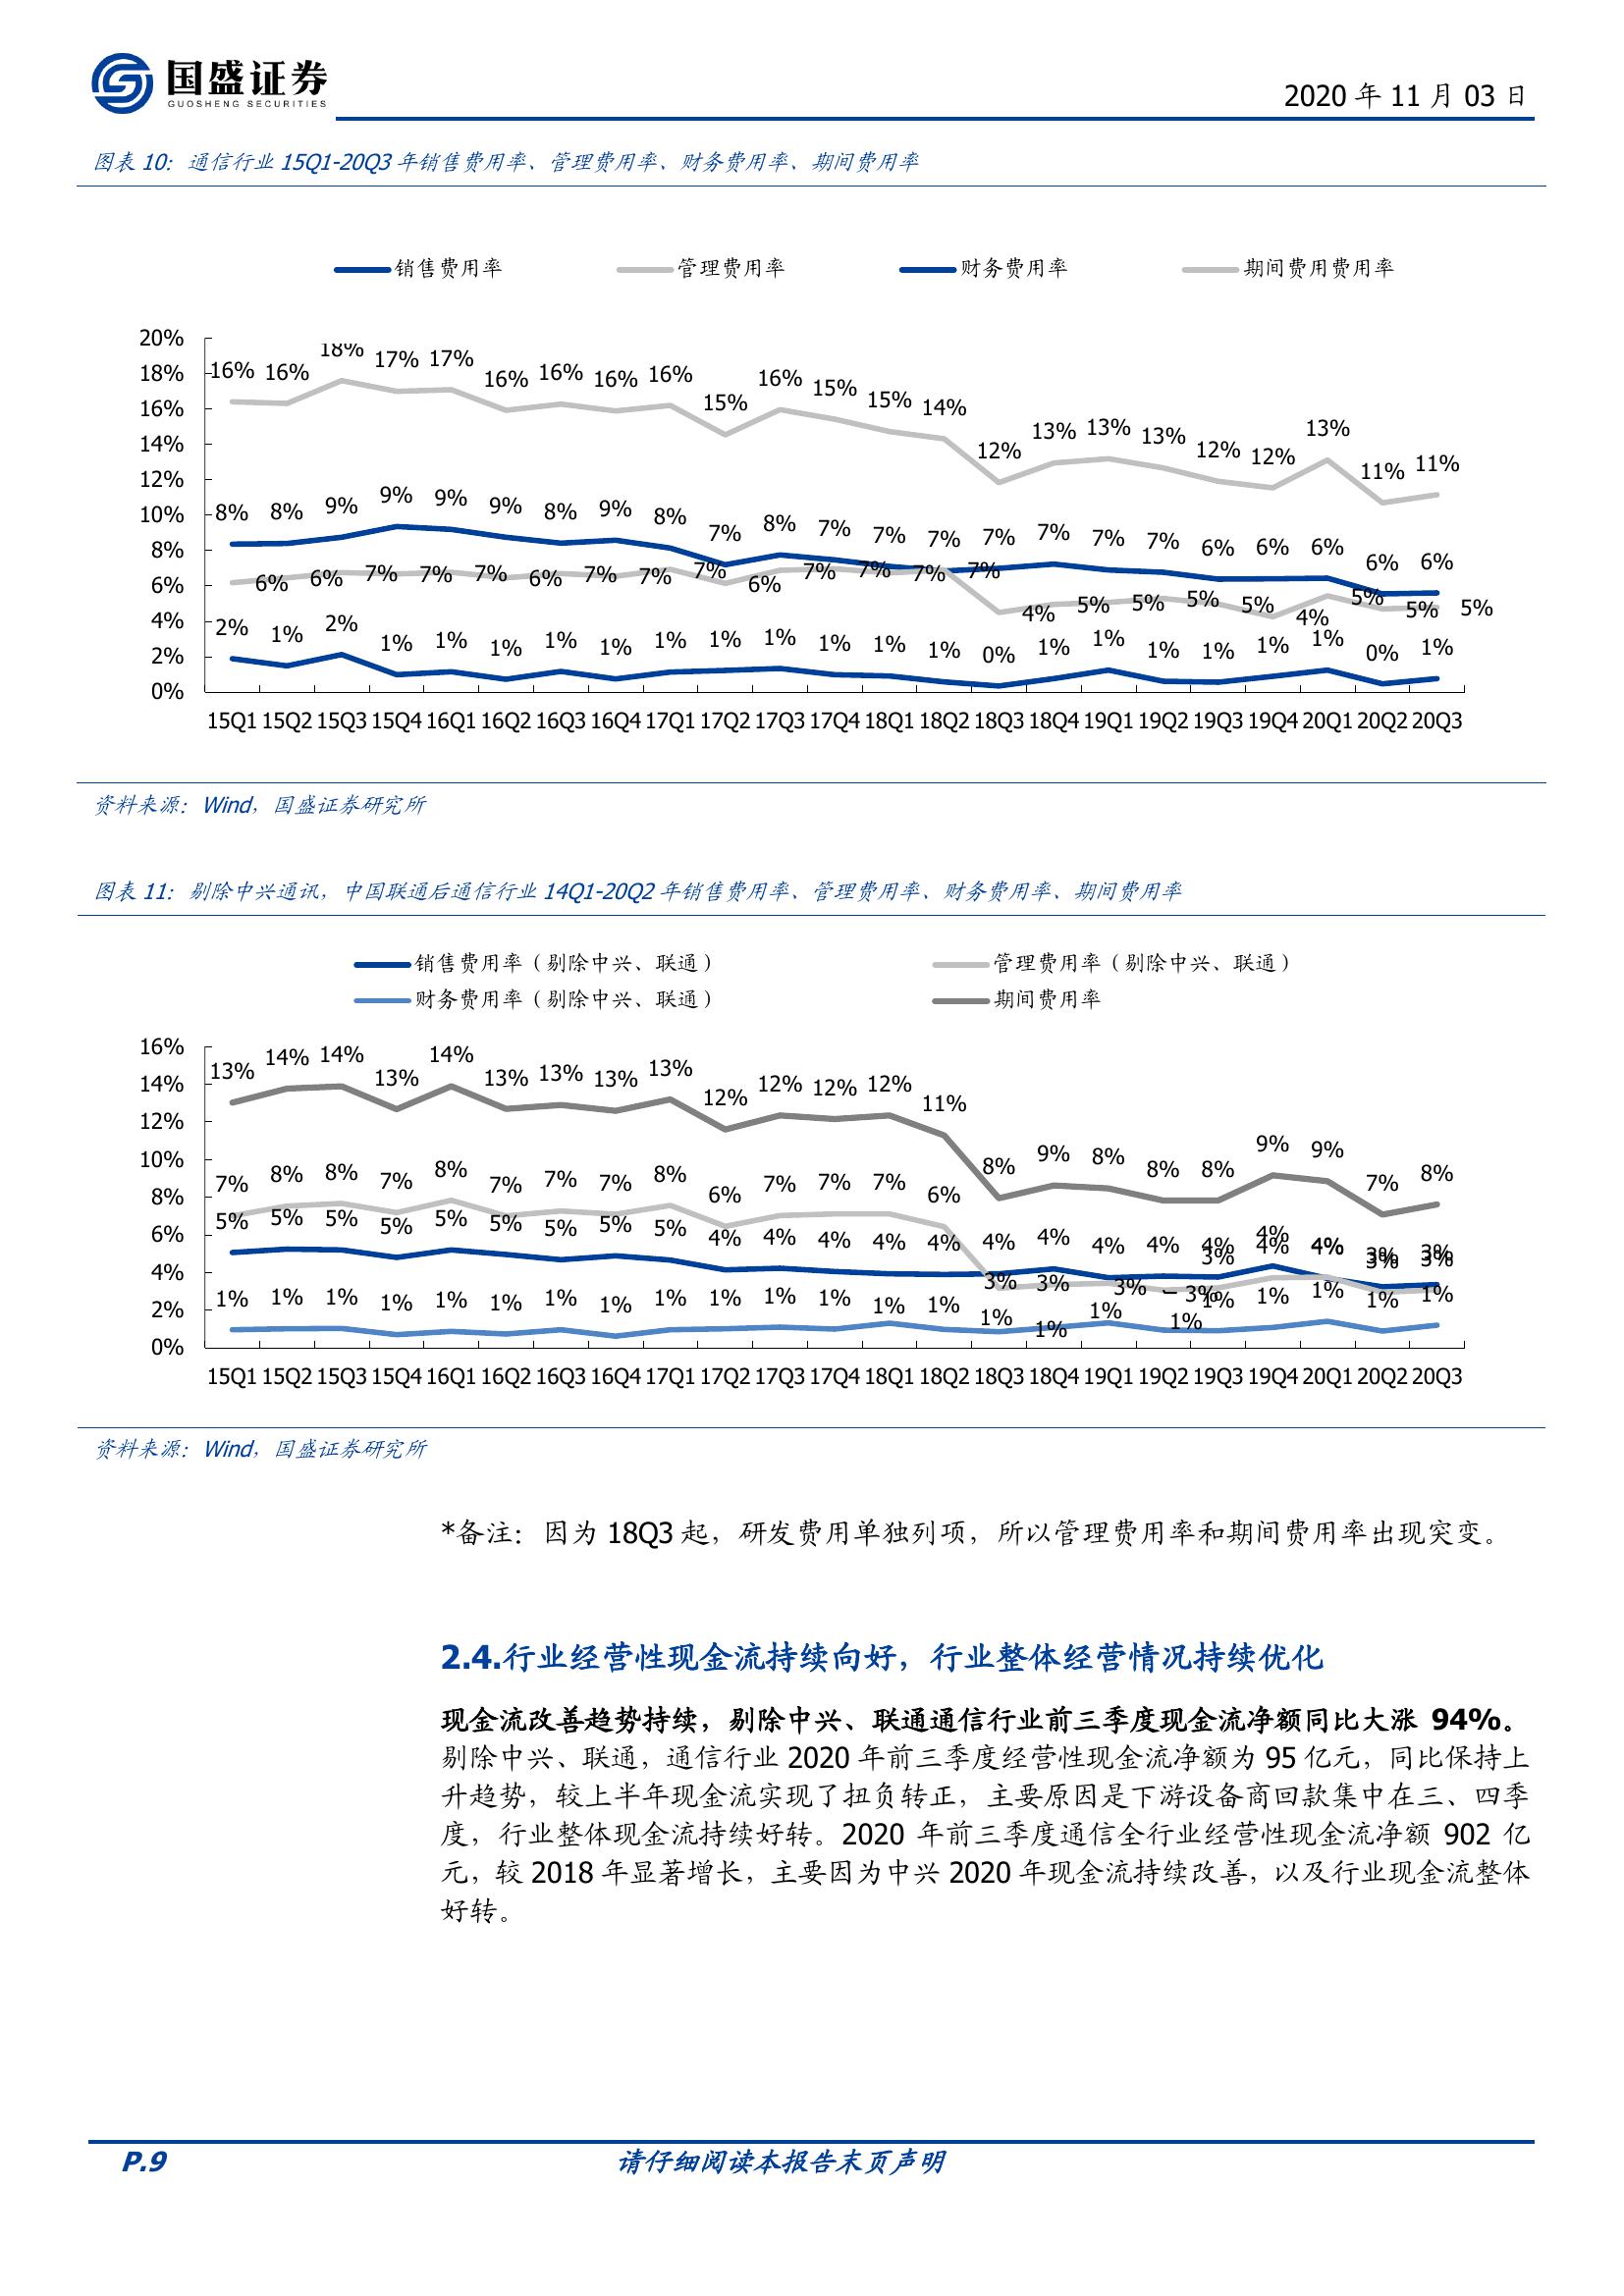 国盛证券
GUOSHENG SECURITIES
2020 年 11 月 03 日
图表 10：通信行业 15Q1-20Q3 年销售费用率、管理费用率、财务费用率、期间费用率
销售费用率 管理费用率 财务费用率 期间费用费用率
20%
18%
16%
14%
12%
10%
8%
6%
4%
2%
0%
16% 16% 18% 17% 17% 16% 16% 16% 16% 15% 16% 15% 15% 14% 12% 13% 13% 13% 12% 12% 13% 11% 11%
8% 8% 9% 9% 9% 9% 8% 9% 8% 7% 8% 7% 7% 7% 7% 7% 7% 7% 6% 6% 6% 6% 6%
6% 6% 7% 7% 7% 6% 7% 7% 7% 6% 7% 7% 7% 7% 4% 5% 5% 5% 5% 4% 5% 5% 5%
2% 1% 2% 1% 1% 1% 1% 1% 1% 1% 1% 1% 1% 1% 0% 1% 1% 1% 1% 1% 1% 0% 1%
15Q1 15Q2 15Q3 15Q4 16Q1 16Q2 16Q3 16Q4 17Q1 17Q2 17Q3 17Q4 18Q1 18Q2 18Q3 18Q4 19Q1 19Q2 19Q3 19Q4 20Q1 20Q2 20Q3
资料来源：Wind，国盛证券研究所
图表 11：剔除中兴通讯，中国联通后通信行业 14Q1-20Q2 年销售费用率、管理费用率、财务费用率、期间费用率
销售费用率（剔除中兴、联通） 管理费用率（剔除中兴、联通）
财务费用率（剔除中兴、联通） 期间费用率
16%
14%
12%
10%
8%
6%
4%
2%
0%
13% 14% 14% 13% 14% 13% 13% 13% 13% 12% 12% 12% 12% 11% 8% 9% 8% 8% 8% 9% 9% 7% 8%
7% 8% 8% 7% 8% 7% 7% 7% 8% 6% 7% 7% 7% 6% 3% 3% 3% 3% 3% 4% 4% 3% 3%
5% 5% 5% 5% 5% 5% 5% 5% 5% 4% 4% 4% 4% 4% 4% 4% 4% 4% 4% 4% 4% 3% 3%
1% 1% 1% 1% 1% 1% 1% 1% 1% 1% 1% 1% 1% 1% 1% 1% 1% 1% 1% 1% 1% 1% 1%
15Q1 15Q2 15Q3 15Q4 16Q1 16Q2 16Q3 16Q4 17Q1 17Q2 17Q3 17Q4 18Q1 18Q2 18Q3 18Q4 19Q1 19Q2 19Q3 19Q4 20Q1 20Q2 20Q3
资料来源：Wind，国盛证券研究所
*备注：因为 18Q3 起，研发费用单独列项，所以管理费用率和期间费用率出现突变。
2.4.行业经营性现金流持续向好，行业整体经营情况持续优化
现金流改善趋势持续，剔除中兴、联通通信行业前三季度现金流净额同比大涨 94%。
剔除中兴、联通，通信行业 2020 年前三季度经营性现金流净额为 95 亿元，同比保持上
升趋势，较上半年现金流实现了扭负转正，主要原因是下游设备商回款集中在三、四季
度，行业整体现金流持续好转。2020 年前三季度通信全行业经营性现金流净额 902 亿
元，较 2018 年显著增长，主要因为中兴 2020 年现金流持续改善，以及行业现金流整体
好转。
P.9
请仔细阅读本报告末页声明